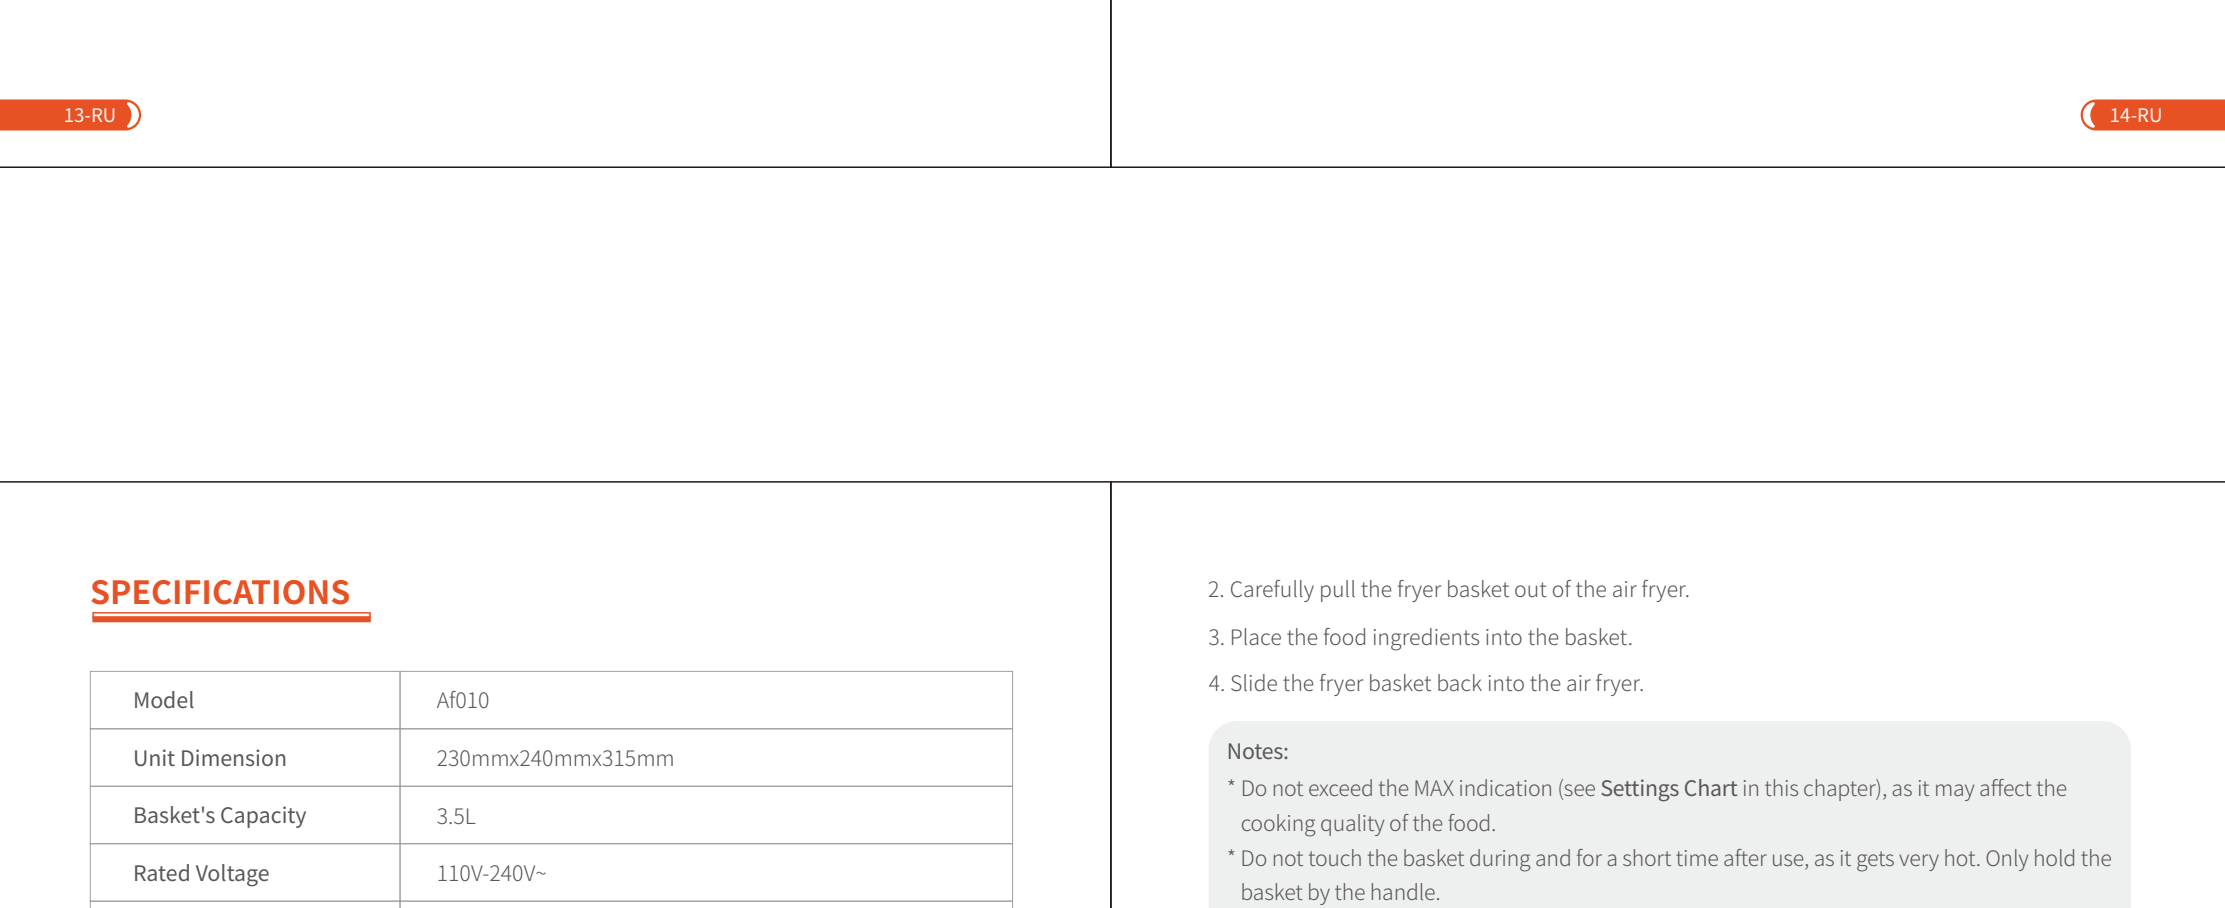 13-RU
14-RU
SPECIFICATIONS
Model Af010
Unit Dimension 230mmx240mmx315mm
Basket's Capacity 3.5L
Rated Voltage 110V-240V~
2. Carefully pull the fryer basket out of the air fryer.
3. Place the food ingredients into the basket.
4. Slide the fryer basket back into the air fryer.
Notes:
* Do not exceed the MAX indication (see Settings Chart in this chapter), as it may affect the
cooking quality of the food.
* Do not touch the basket during and for a short time after use, as it gets very hot. Only hold the
basket by the handle.